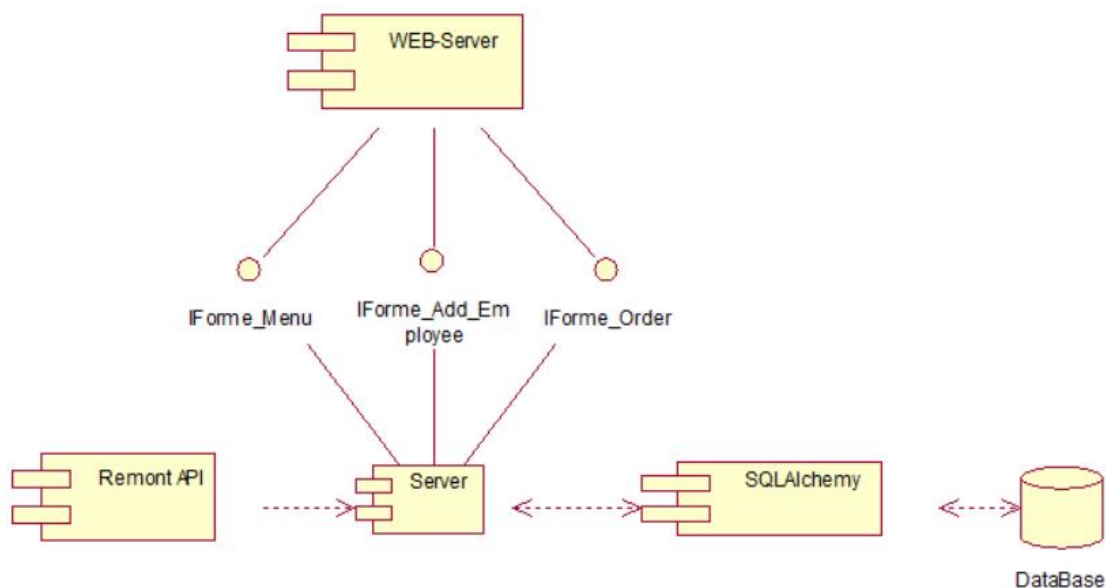 WEB-Server
IForme_Menu
IForme_Add_Em
ployee
IForme_Order
Remont API
Server
SQLAlchemy
DataBase